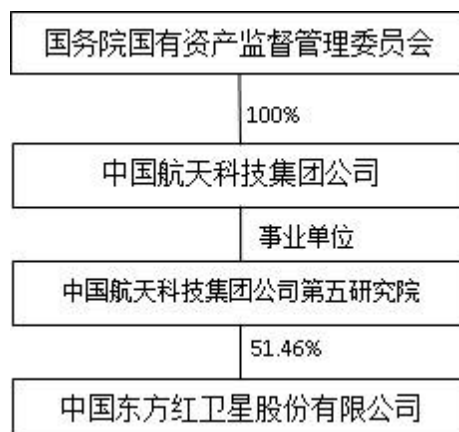 国务院国有资产监督管理委员会
100%
中国航天科技集团公司
事业单位
中国航天科技集团公司第五研究院
51.46%
中国东方红卫星股份有限公司